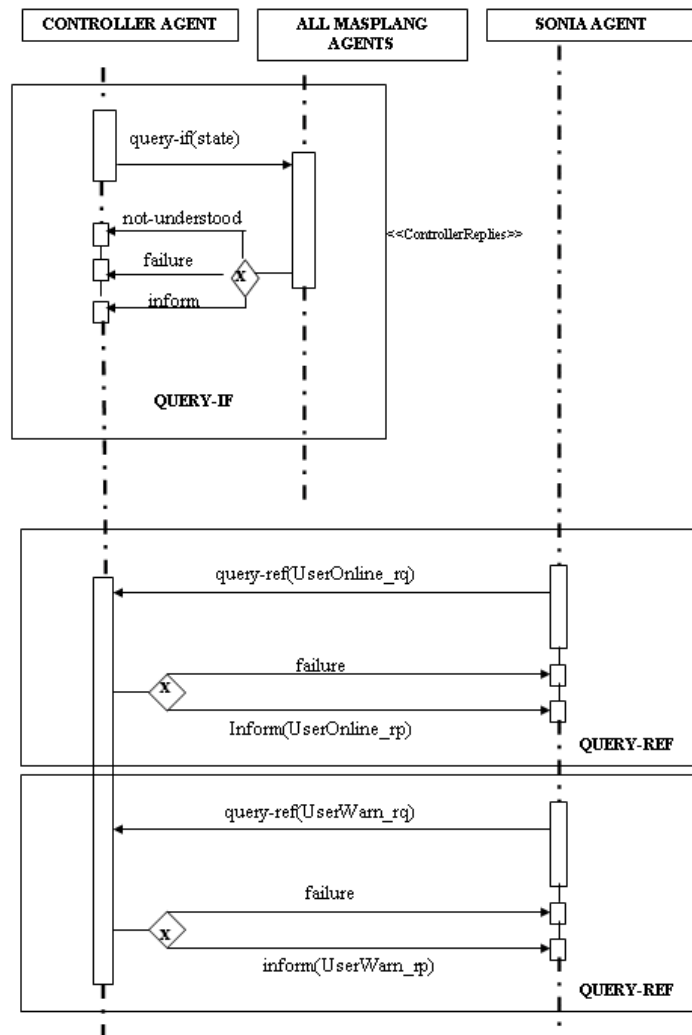 CONTROLLER AGENT
ALL MASPLANG
AGENTS
SONIA AGENT
query-if(state)
not-understood
<<ControllerReplies>>
failure
x
inform
QUERY-IF
query-ref(UserOnline_rq)
failure
x
Inform(UserOnline_rp)
QUERY-REF
query-ref(UserWarn_rq)
failure
x
inform(UserWarn_rp)
QUERY-REF